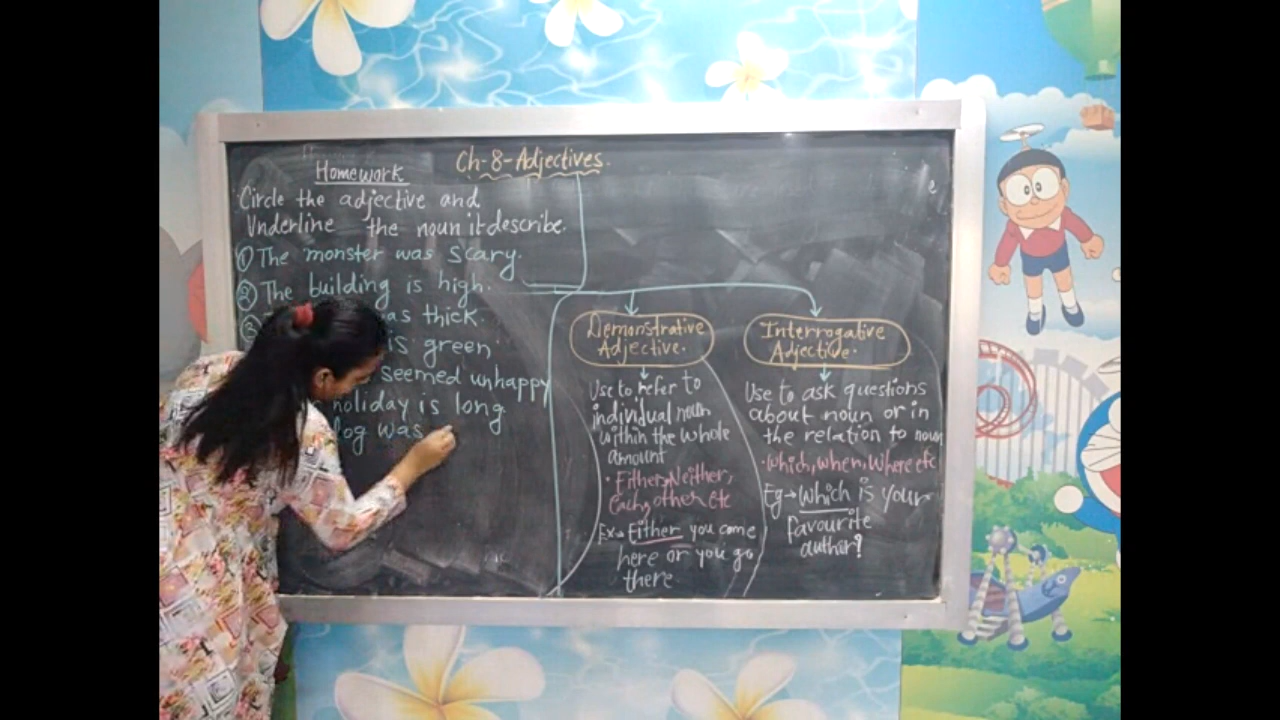 Homework
Ch-8-Adjectives.
Circle the adjective and
Underline the noun it describe.
① The monster was scary.
② The building is high.
③ as thick.
is green
seemed unhappy
holiday is long
was
Demonstrative
Adjective.
Use to refer to
individual noun
within the whole
amount
• Either, Neither,
Each, other etc
Ex→ Either you come
here or you go
there
Interrogative
Adjective.
Use to ask questions
about noun or in
the relation to noun
• Which, when, Where etc
Eg→ Which is your
favourite
author?